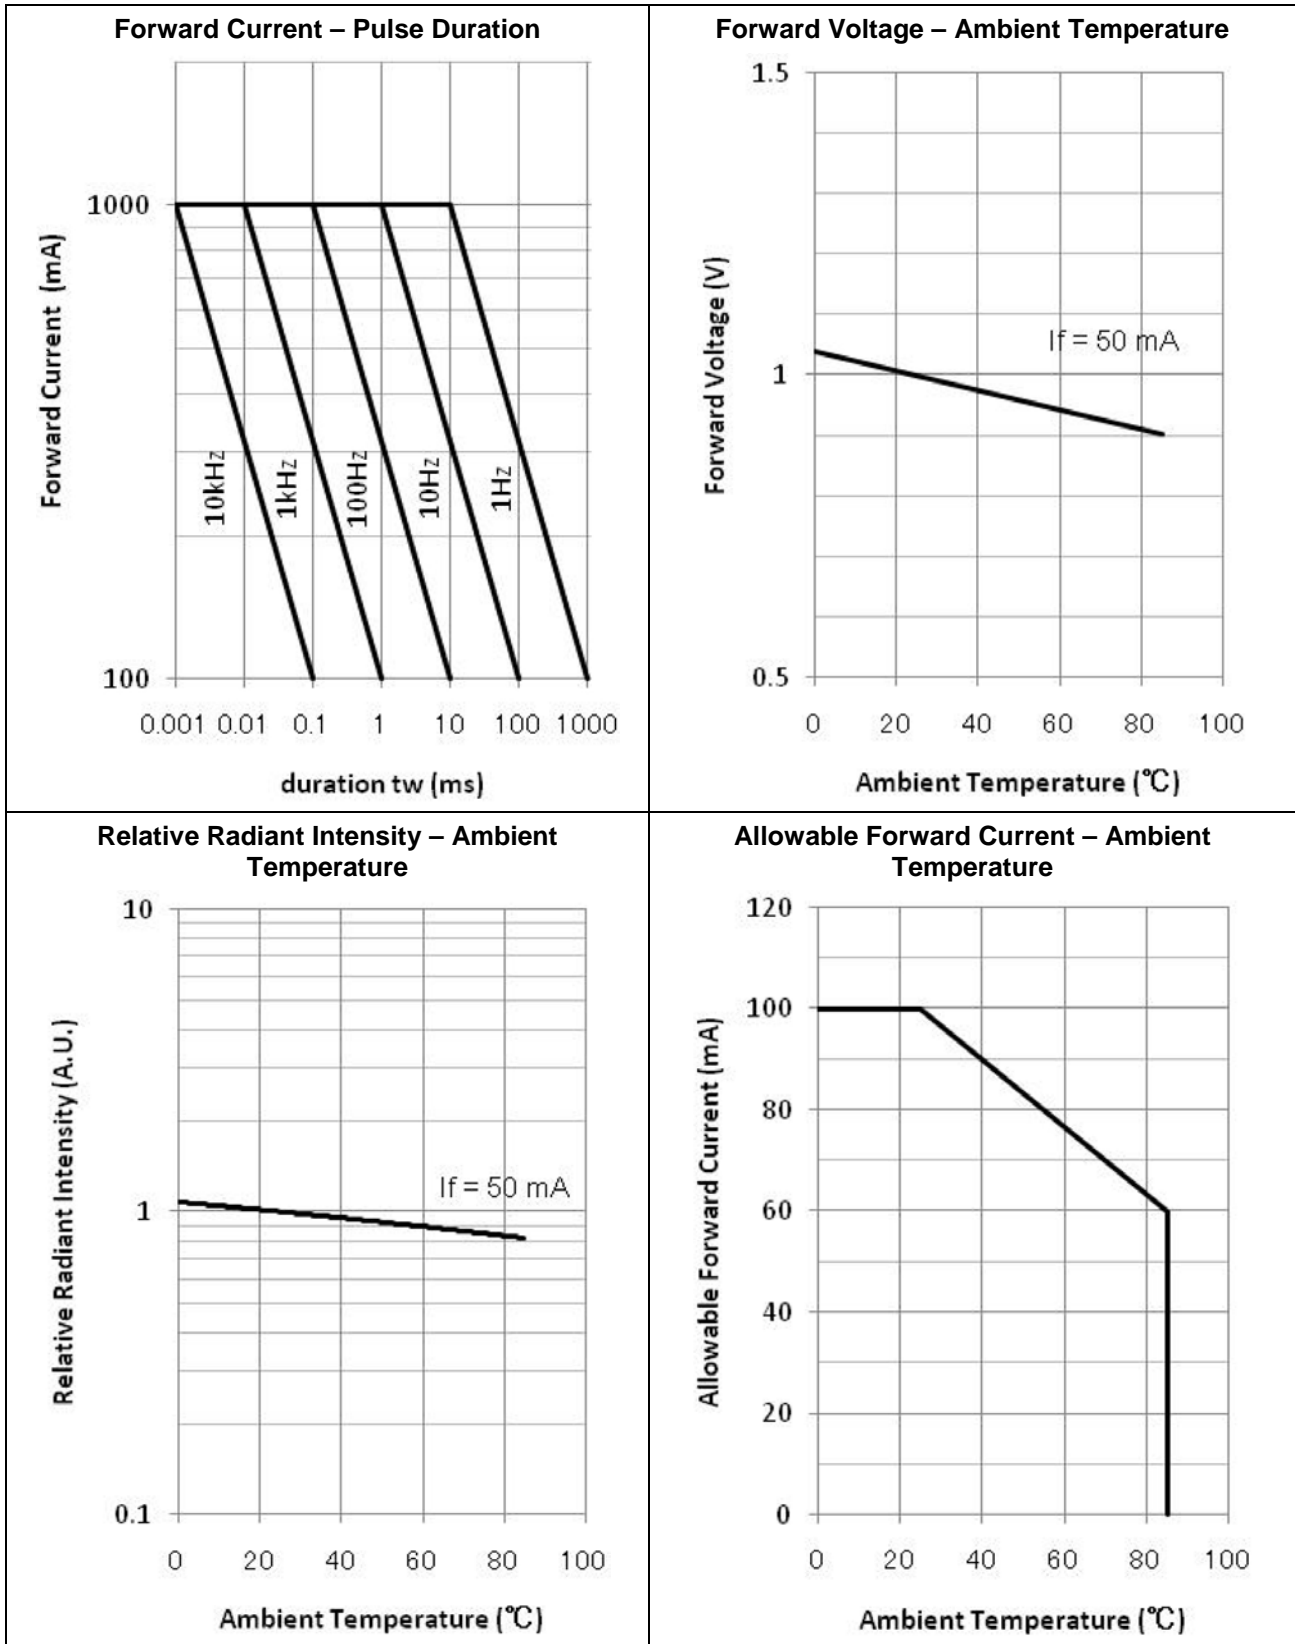 Forward Current – Pulse Duration
1000
100
Forward Current (mA)
10kHz
1kHz
100Hz
10Hz
1Hz
0.001 0.01 0.1 1 10 100 1000
duration tw (ms)
Forward Voltage – Ambient Temperature
1.5
1
0.5
Forward Voltage (V)
If = 50 mA
0 20 40 60 80 100
Ambient Temperature (℃)
Relative Radiant Intensity – Ambient
Temperature
10
1
0.1
Relative Radiant Intensity (A.U.)
If = 50 mA
0 20 40 60 80 100
Ambient Temperature (℃)
Allowable Forward Current – Ambient
Temperature
120
100
80
60
40
20
0
Allowable Forward Current (mA)
0 20 40 60 80 100
Ambient Temperature (℃)